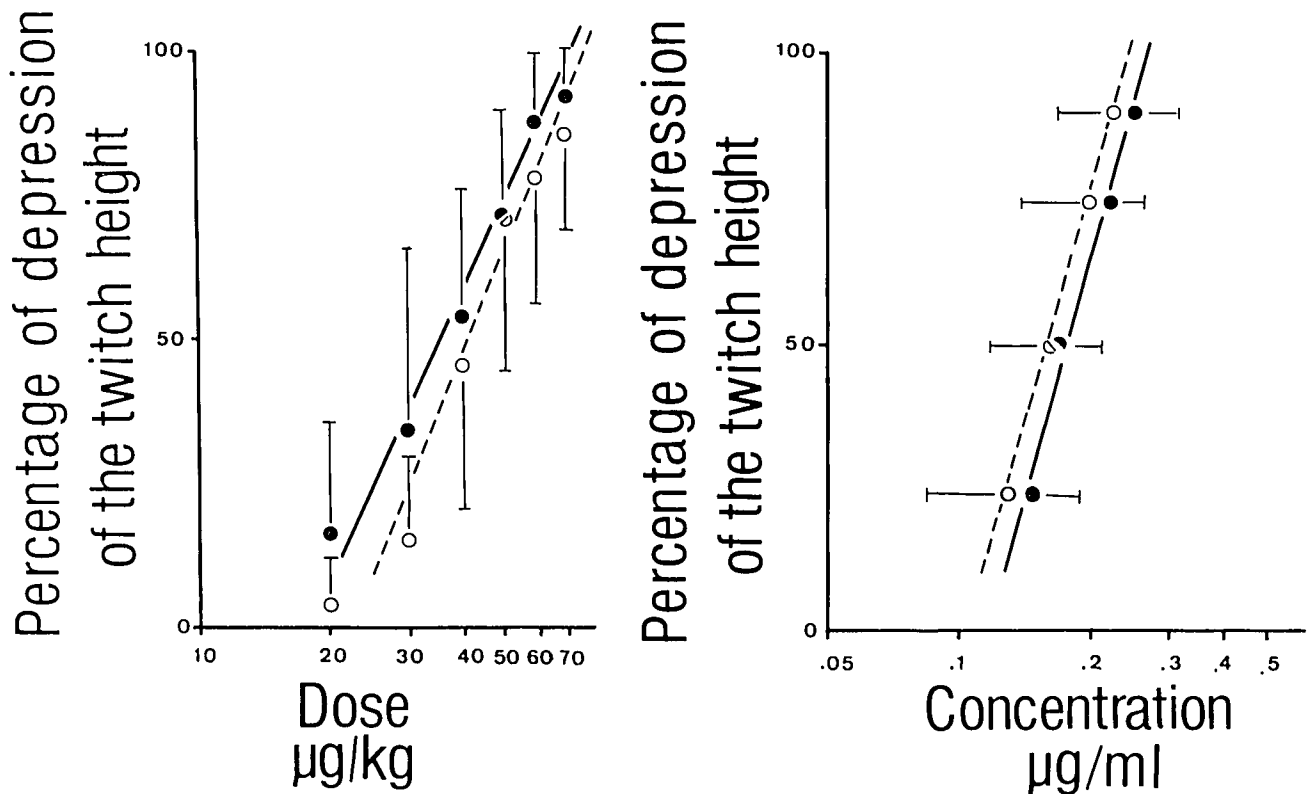 Percentage of depression
of the twitch height
100
50
0
10 20 30 40 50 60 70
Dose
µg/kg
Percentage of depression
of the twitch height
100
50
0
.05 .1 .2 .3 .4 .5
Concentration
µg/ml